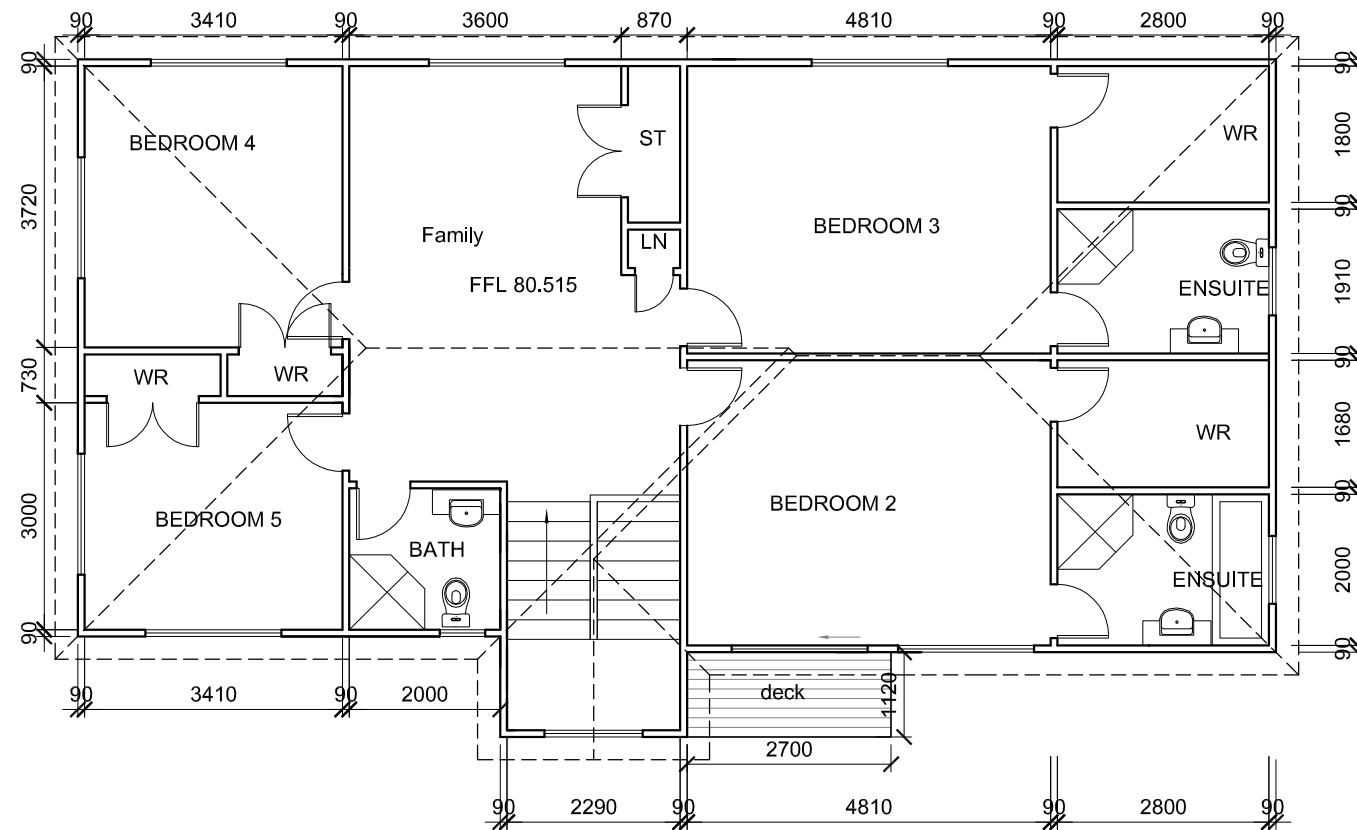 90 3410 90 3600 870 4810 90 2800 90
90
3720
730
3000
90
90
1800
90
1910
90
1680
90
2000
90
BEDROOM 4
ST
WR
Family
LN
BEDROOM 3
FFL 80.515
ENSUITE
WR
WR
WR
BEDROOM 5
BATH
BEDROOM 2
ENSUITE
deck
1120
2700
90 3410 90 2000 90
90 2290 90 4810 90 2800 90